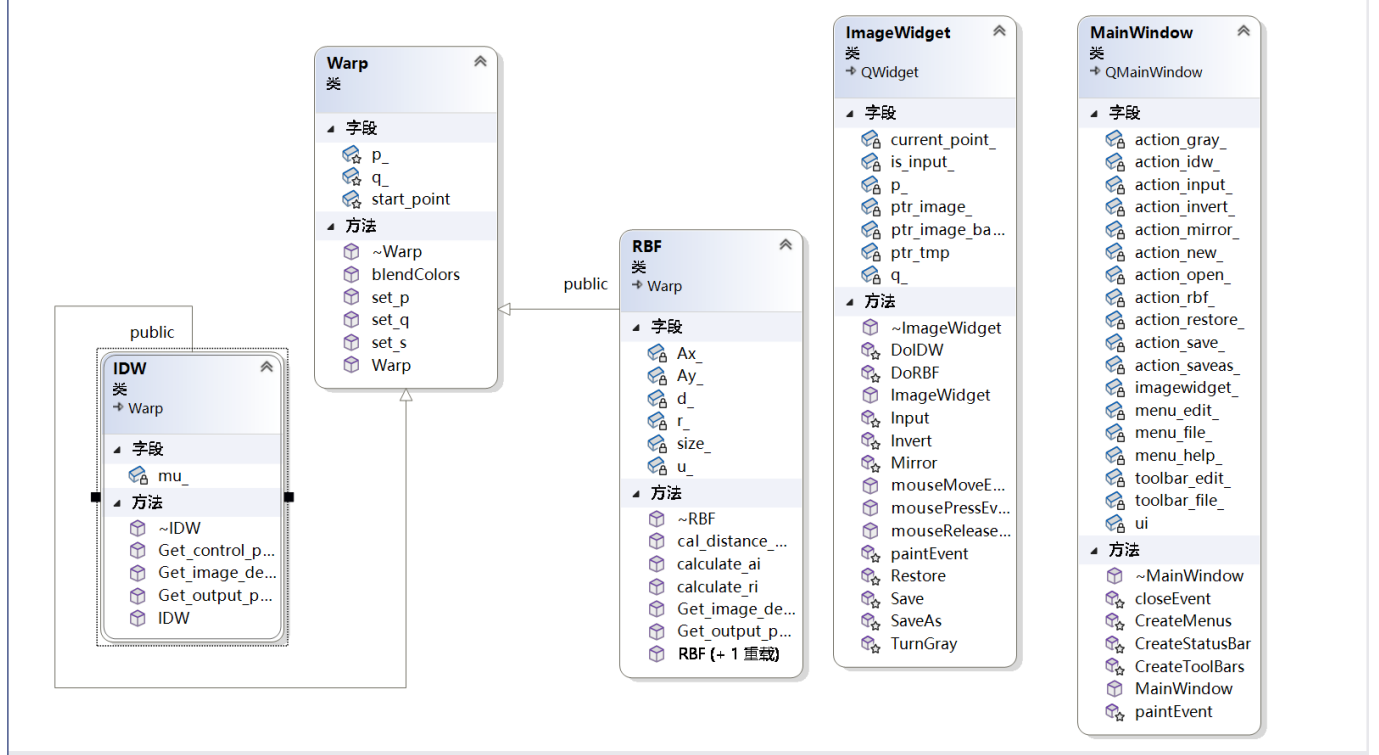 Warp
类
字段
p_
q_
start_point
方法
~Warp
blendColors
set_p
set_q
set_s
Warp
public
IDW
类
Warp
字段
mu_
方法
~IDW
Get_control_p...
Get_image_de...
Get_output_p...
IDW
public
RBF
类
Warp
字段
Ax_
Ay_
d_
r_
size_
u_
方法
~RBF
cal_distance_...
calculate_ai
calculate_ri
Get_image_de...
Get_output_p...
RBF (+ 1 重载)
ImageWidget
类
QWidget
字段
current_point_
is_input_
p_
ptr_image_
ptr_image_ba...
ptr_tmp
q_
方法
~ImageWidget
DoIDW
DoRBF
ImageWidget
Input
Invert
Mirror
mouseMoveE...
mousePressEv...
mouseRelease...
paintEvent
Restore
Save
SaveAs
TurnGray
MainWindow
类
QMainWindow
字段
action_gray_
action_idw_
action_input_
action_invert_
action_mirror_
action_new_
action_open_
action_rbf_
action_restore_
action_save_
action_saveas_
imagewidget_
menu_edit_
menu_file_
menu_help_
toolbar_edit_
toolbar_file_
ui
方法
~MainWindow
closeEvent
CreateMenus
CreateStatusBar
CreateToolBars
MainWindow
paintEvent